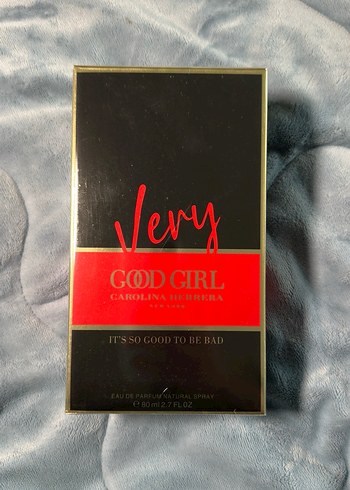 Very
GOOD GIRL
CAROLINA HERRERA
NEW YORK
IT'S SO GOOD TO BE BAD
EAU DE PARFUM NATURAL SPRAY
℮ 80 ml 2.7 FL.OZ